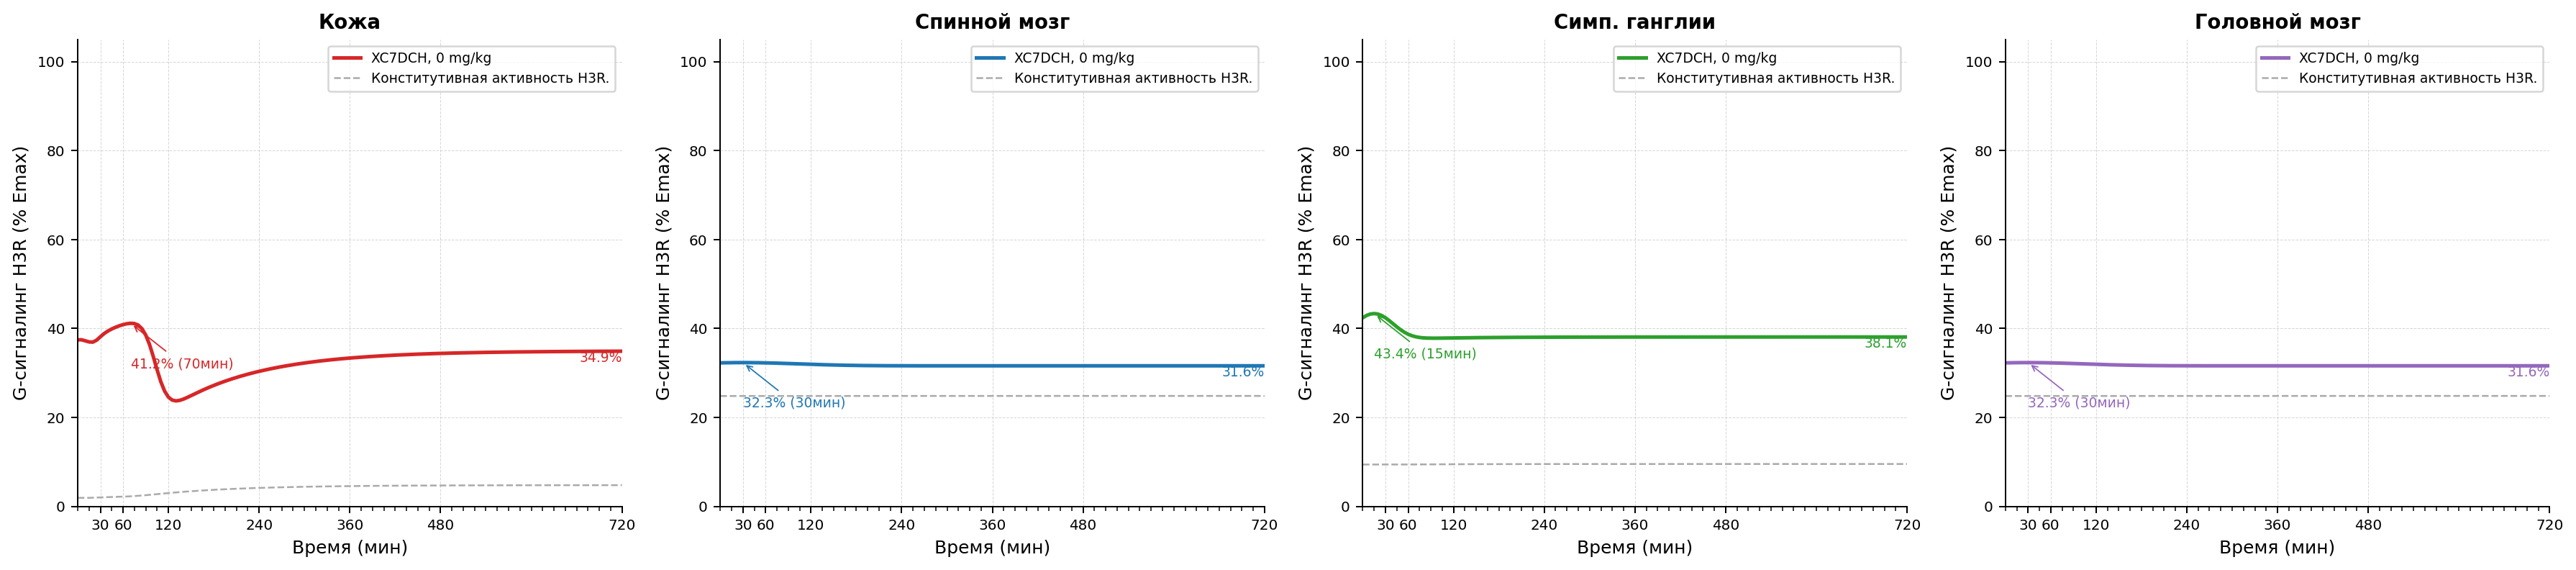 Кожа
G-сигналинг H3R (% Emax)
100
80
60
40
20
0
XC7DCH, 0 mg/kg
Конститутивная активность H3R.
41.2% (70мин)
34.9%
30 60 120 240 360 480 720
Время (мин)
Спинной мозг
G-сигналинг H3R (% Emax)
100
80
60
40
20
0
XC7DCH, 0 mg/kg
Конститутивная активность H3R.
31.6%
32.3% (30мин)
30 60 120 240 360 480 720
Время (мин)
Симп. ганглии
G-сигналинг H3R (% Emax)
100
80
60
40
20
0
XC7DCH, 0 mg/kg
Конститутивная активность H3R.
43.4% (15мин)
38.1%
30 60 120 240 360 480 720
Время (мин)
Головной мозг
G-сигналинг H3R (% Emax)
100
80
60
40
20
0
XC7DCH, 0 mg/kg
Конститутивная активность H3R.
31.6%
32.3% (30мин)
30 60 120 240 360 480 720
Время (мин)